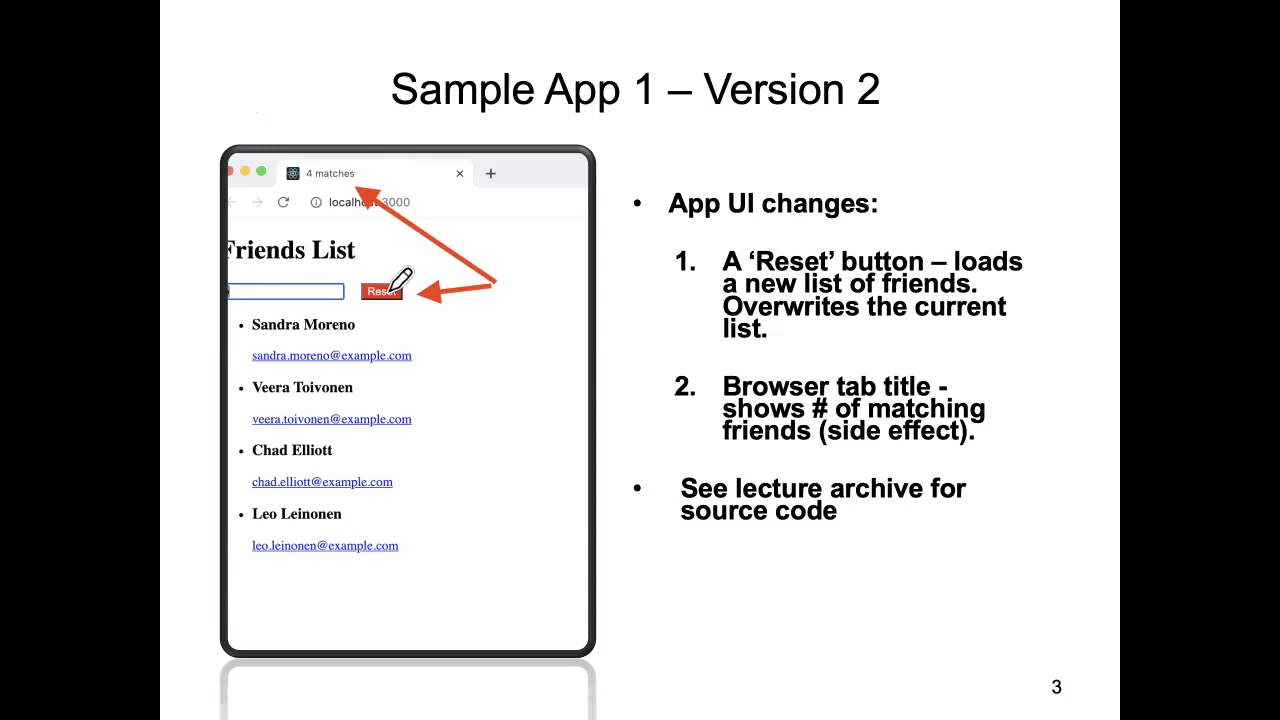 Sample App 1 – Version 2
4 matches
localhost:3000
Friends List
Reset
• Sandra Moreno
sandra.moreno@example.com
• Veera Toivonen
veera.toivonen@example.com
• Chad Elliott
chad.elliott@example.com
• Leo Leinonen
leo.leinonen@example.com
• App UI changes:
1. A ‘Reset’ button – loads
a new list of friends.
Overwrites the current
list.
2. Browser tab title -
shows # of matching
friends (side effect).
• See lecture archive for
source code
3